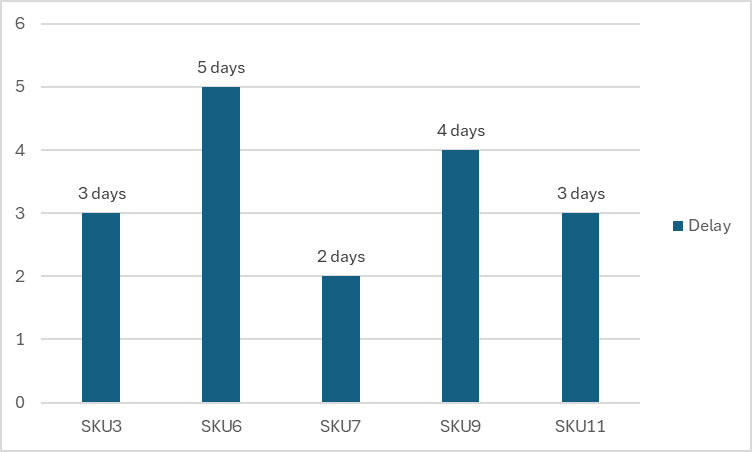 6
5 days
5
4 days
4
3 days
3 days
3
Delay
2 days
2
1
0
SKU3 SKU6 SKU7 SKU9 SKU11